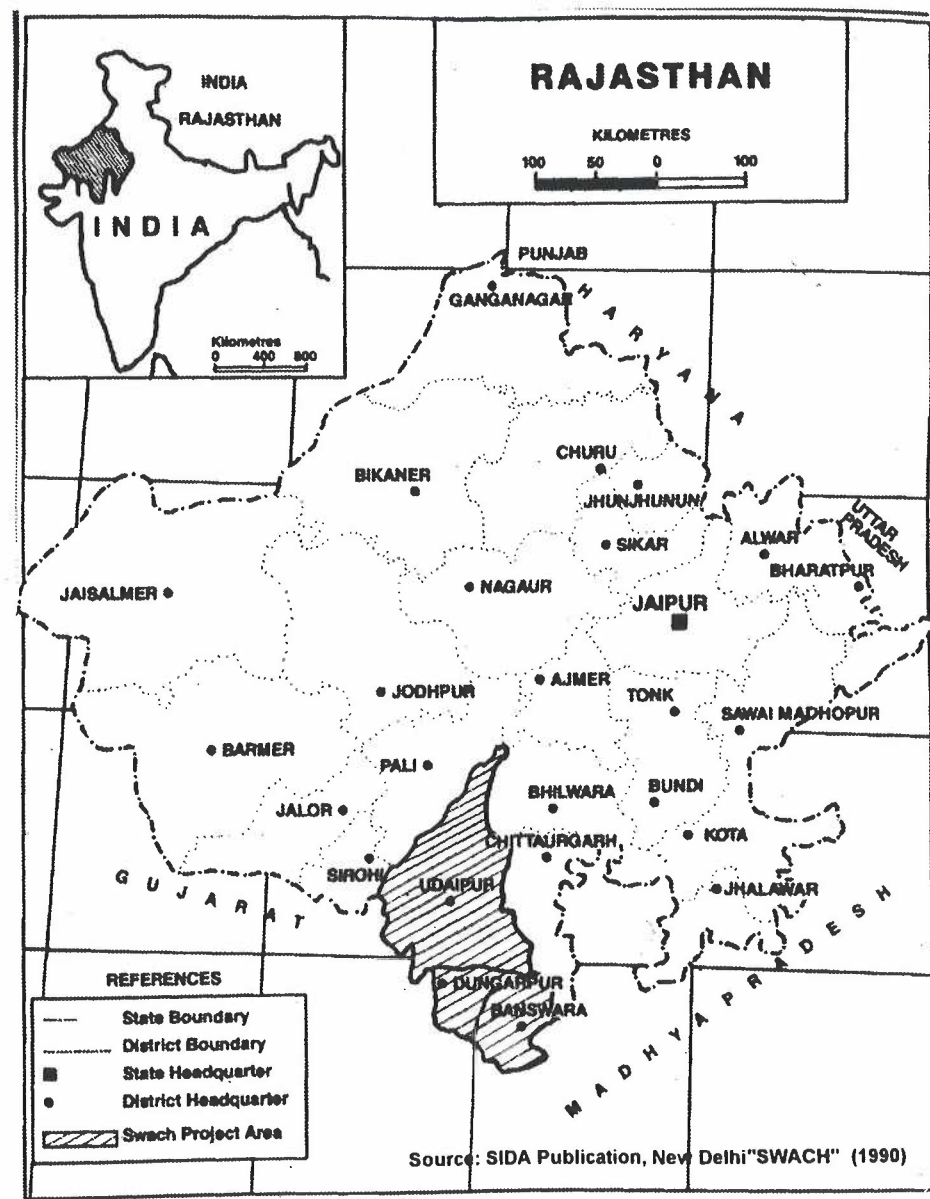 INDIA
RAJASTHAN
INDIA
Kilometres
0 400 800
RAJASTHAN
KILOMETRES
100 50 0 100
PUNJAB
GANGANAGAR
HARYANA
CHURU
BIKANER
JHUNJHUNUN
SIKAR
ALWAR
UTTAR
PRADESH
BHARATPUR
JAISALMER
NAGAUR
JAIPUR
JODHPUR
AJMER
TONK
SAWAI MADHOPUR
BARMER
PALI
BHILWARA
BUNDI
JALOR
KOTA
CHITTAURGARH
SIROHI
UDAIPUR
JHALAWAR
GUJARAT
DUNGARPUR
BANSWARA
MADHYAPRADESH
REFERENCES
State Boundary
District Boundary
State Headquarter
District Headquarter
Swach Project Area
Source: SIDA Publication, New Delhi"SWACH" (1990)